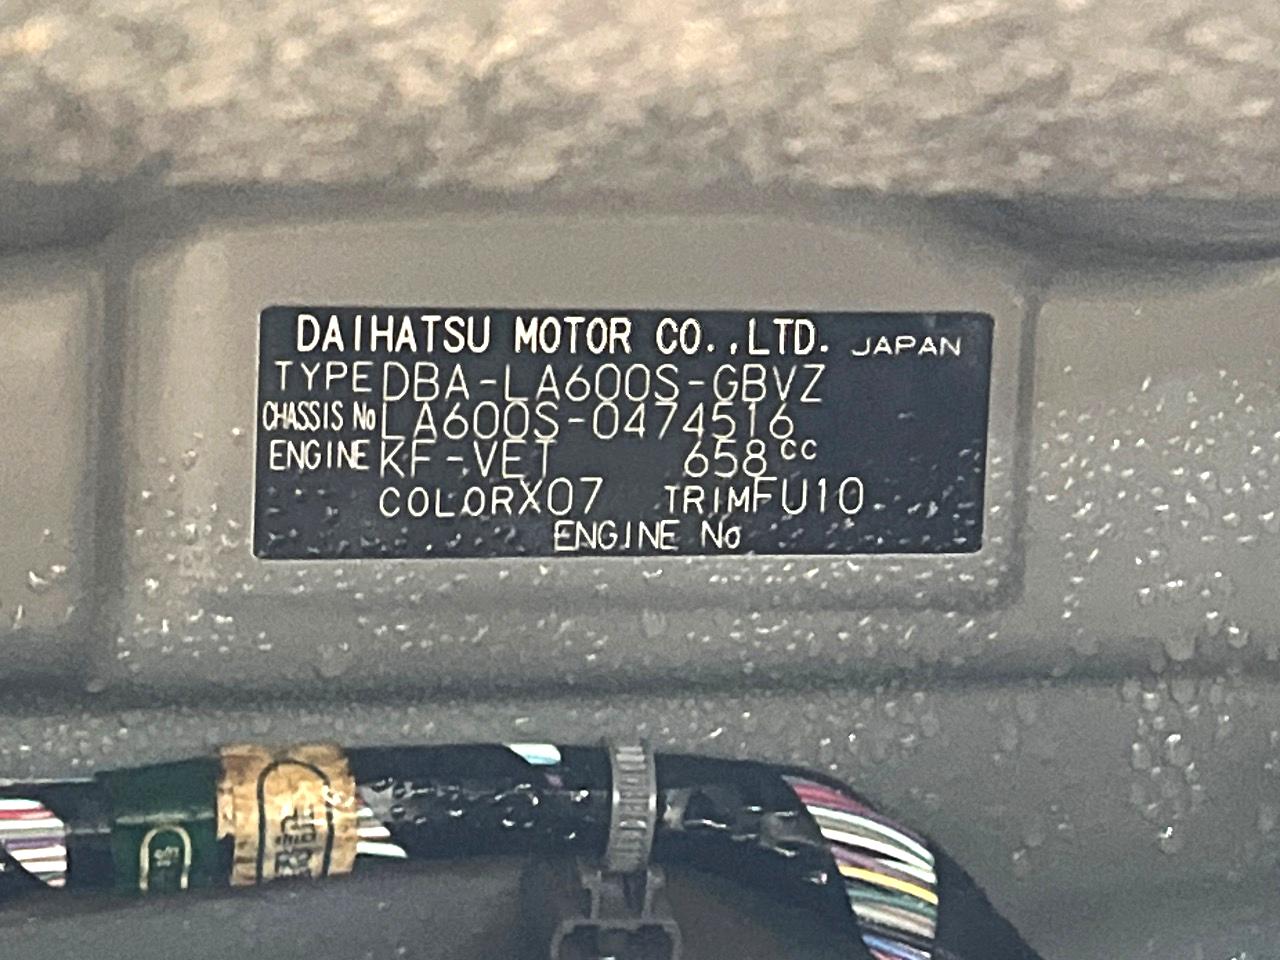 DAIHATSU MOTOR CO.,LTD. JAPAN
TYPE DBA-LA600S-GBVZ
CHASSIS No LA600S-0474516
ENGINE KF-VET 658cc
COLOR X07 TRIM FU10
ENGINE No